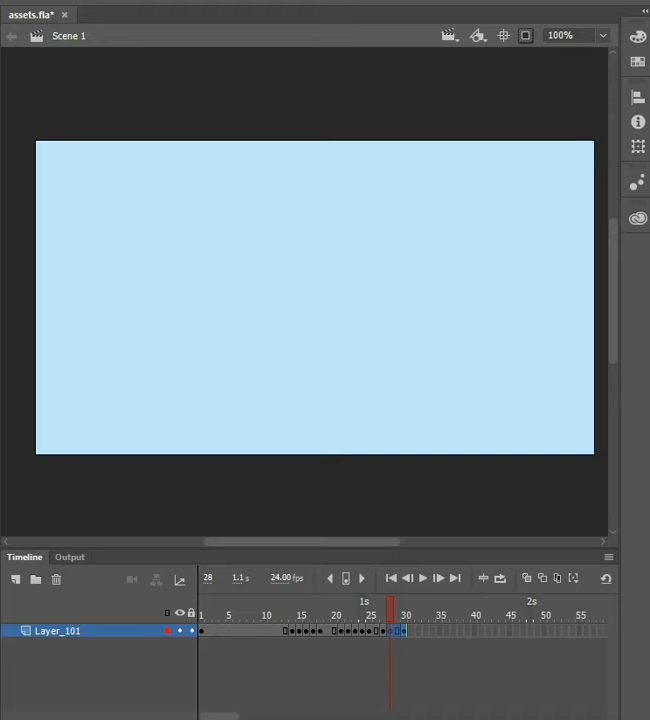 assets.fla*
Scene 1
100%
Timeline
Output
28
1.1 s
24.00 fps
1s
2s
1 5 10 15 20 25 30 35 40 45 50 55
Layer_101